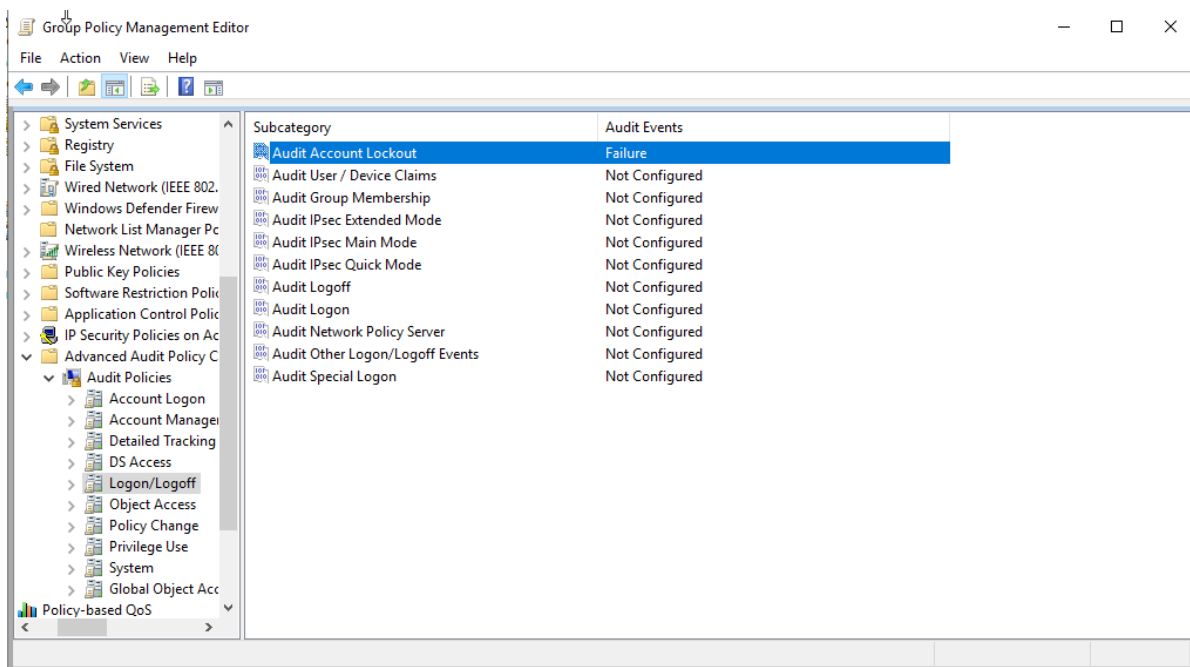 Group Policy Management Editor
File Action View Help
System Services
Registry
File System
Wired Network (IEEE 802.
Windows Defender Firew
Network List Manager Pc
Wireless Network (IEEE 80
Public Key Policies
Software Restriction Polic
Application Control Polic
IP Security Policies on Ac
Advanced Audit Policy C
Audit Policies
Account Logon
Account Manager
Detailed Tracking
DS Access
Logon/Logoff
Object Access
Policy Change
Privilege Use
System
Global Object Acc
Policy-based QoS
Subcategory Audit Events
Audit Account Lockout Failure
Audit User / Device Claims Not Configured
Audit Group Membership Not Configured
Audit IPsec Extended Mode Not Configured
Audit IPsec Main Mode Not Configured
Audit IPsec Quick Mode Not Configured
Audit Logoff Not Configured
Audit Logon Not Configured
Audit Network Policy Server Not Configured
Audit Other Logon/Logoff Events Not Configured
Audit Special Logon Not Configured